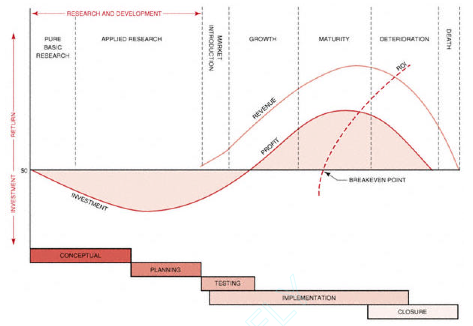 RESEARCH AND DEVELOPMENT
PURE
BASIC
RESEARCH
APPLIED RESEARCH
MARKET
INTRODUCTION
GROWTH
MATURITY
DETERIORATION
DEATH
RETURN
INVESTMENT
$0
REVENUE
PROFIT
ROI
INVESTMENT
BREAKEVEN POINT
CONCEPTUAL
PLANNING
TESTING
IMPLEMENTATION
CLOSURE